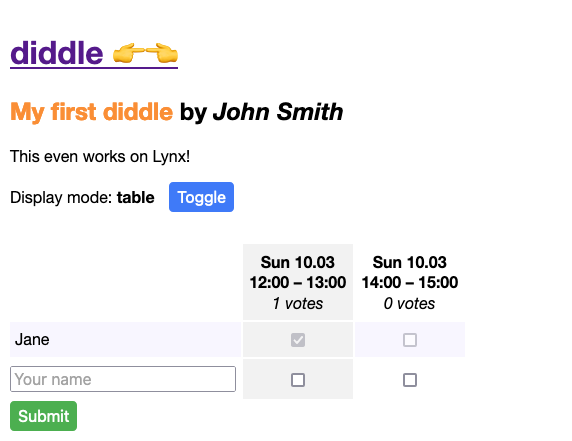 diddle 👉👈
My first diddle by John Smith
This even works on Lynx!
Display mode: table Toggle
Sun 10.03 Sun 10.03
12:00 – 13:00 14:00 – 15:00
1 votes 0 votes
Jane
Your name
Submit